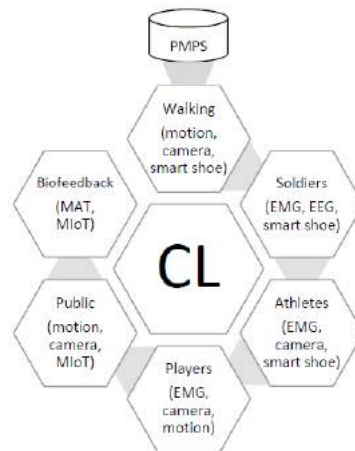 PMPS
Walking
(motion,
camera,
smart shoe)
Soldiers
(EMG, EEG,
smart shoe)
Athletes
(EMG,
camera,
smart shoe)
Players
(EMG,
camera,
motion)
Public
(motion,
camera,
MIoT)
Biofeedback
(MAT,
MIoT)
CL